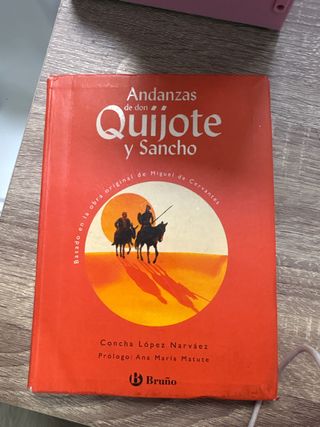 Andanzas
de don
Quijote
y Sancho
Basado en la obra original de Miguel de Cervantes
Concha López Narváez
Prólogo: Ana María Matute
B Bruño